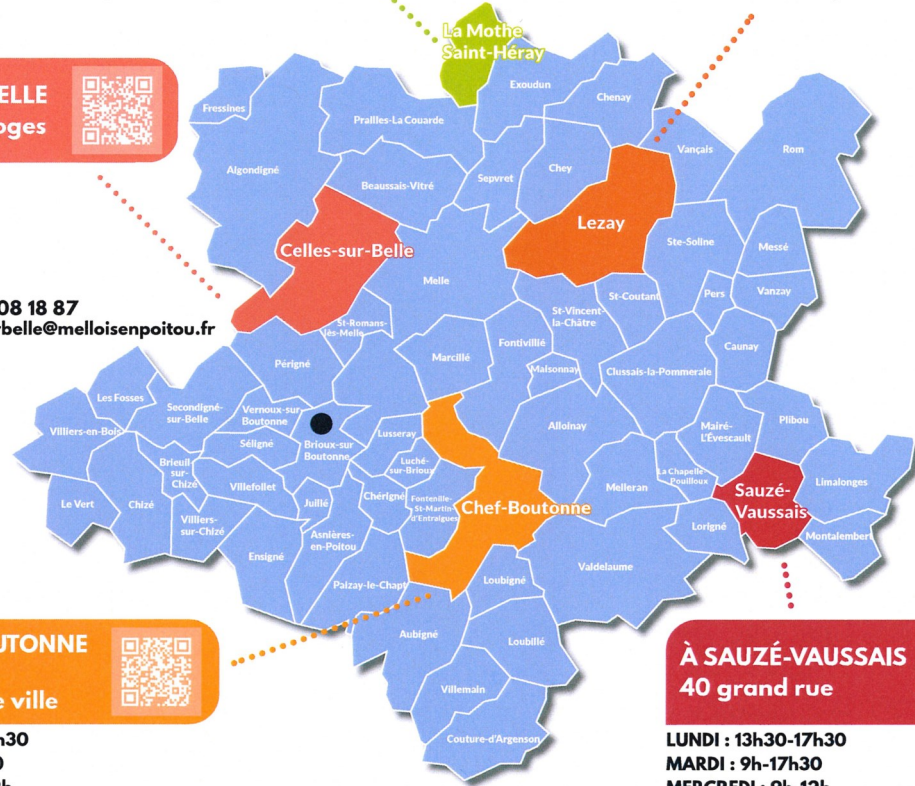 La Mothe
Saint-Héray
ELLE
oges
Fressines
Exoudun
Chenay
Prailles-La Couarde
Vançais
Rom
Algondigné
Beaussais-Vitré
Sepvret
Chey
Lezay
Celles-sur-Belle
Ste-Soline
Messé
Melle
Pers
Vanzay
St-Coutant
08 18 87
belle@melloisenpoitou.fr
St-Romans-
lès-Melle
St-Vincent-
la-Châtre
Fontivillié
Caunay
Périgné
Marcillé
Maisonnay
Clussais-la-Pommeraie
Les Fosses
Secondigné-
sur-Belle
Vernoux-sur
Boutonne
Villiers-en-Bois
Séligné
Brioux-sur
Boutonne
Lusseray
Alloinay
Mairé-
L'Évescault
Plibou
Brieuil-
sur-
Chizé
Villefollet
Luché-
sur-Brioux
La Chapelle-
Pouilloux
Melleran
Limalonges
Le Vert
Chizé
Juillé
Chérigné
Fontenille-
St-Martin-
d'Entraigues
Chef-Boutonne
Sauzé-
Vaussais
Villiers-
sur-Chizé
Asnières-
en-Poitou
Lorigné
Montalembert
Ensigné
Paizay-le-Chapt
Loubigné
Valdelaume
Aubigné
Loubillé
Villemain
Couture-d'Argenson
UTONNE
e ville
h30
À SAUZÉ-VAUSSAIS
40 grand rue
LUNDI : 13h30-17h30
MARDI : 9h-17h30
MERCREDI : 9h-12h